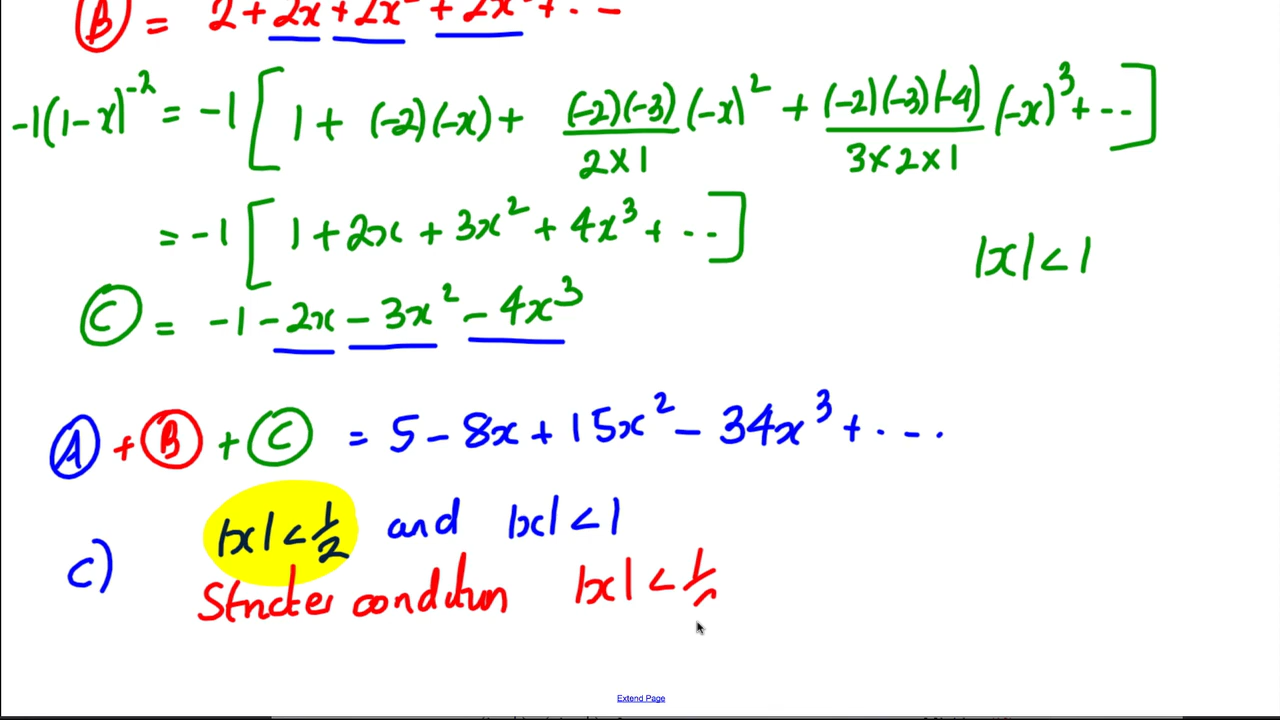 Ⓑ = 2 + 2x + 2x² + 2x³ + ...
-1(1-x)⁻² = -1 [ 1 + (-2)(-x) + (-2)(-3)/2×1 (-x)² + (-2)(-3)(-4)/3×2×1 (-x)³ + ... ]
= -1 [ 1 + 2x + 3x² + 4x³ + ... ]
|x| < 1
Ⓒ = -1 - 2x - 3x² - 4x³
Ⓐ + Ⓑ + Ⓒ = 5 - 8x + 15x² - 34x³ + ....
c) |x| < 1/2 and |x| < 1
Stricter condition |x| < 1/
Extend Page